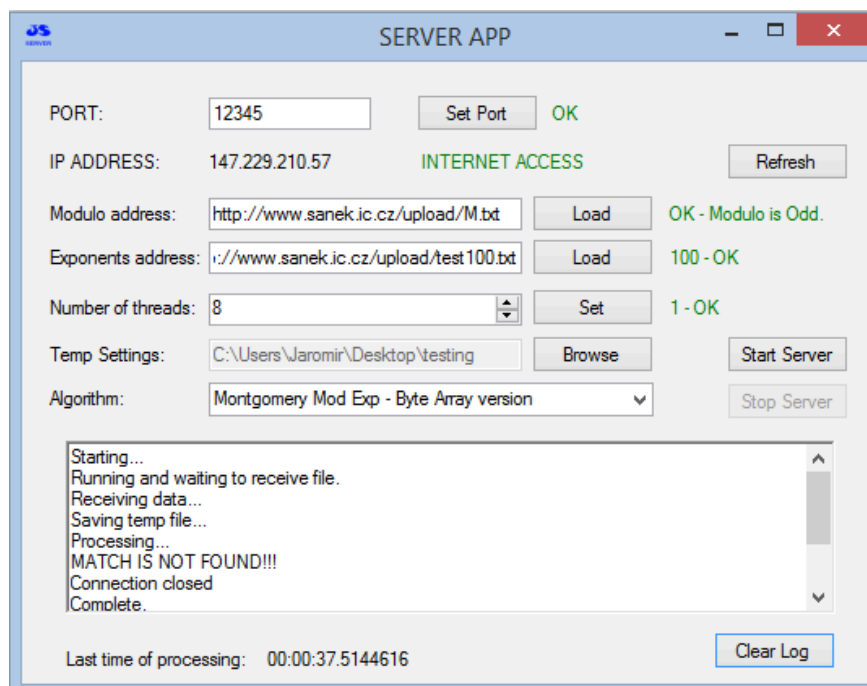 JS
SERVER
SERVER APP
PORT: 12345 Set Port OK
IP ADDRESS: 147.229.210.57 INTERNET ACCESS Refresh
Modulo address: http://www.sanek.ic.cz/upload/M.txt Load OK - Modulo is Odd.
Exponents address: ://www.sanek.ic.cz/upload/test100.txt Load 100 - OK
Number of threads: 8 Set 1 - OK
Temp Settings: C:\Users\Jaromir\Desktop\testing Browse Start Server
Algorithm: Montgomery Mod Exp - Byte Array version Stop Server
Starting...
Running and waiting to receive file.
Receiving data...
Saving temp file...
Processing...
MATCH IS NOT FOUND!!!
Connection closed
Complete.
Last time of processing: 00:00:37.5144616 Clear Log